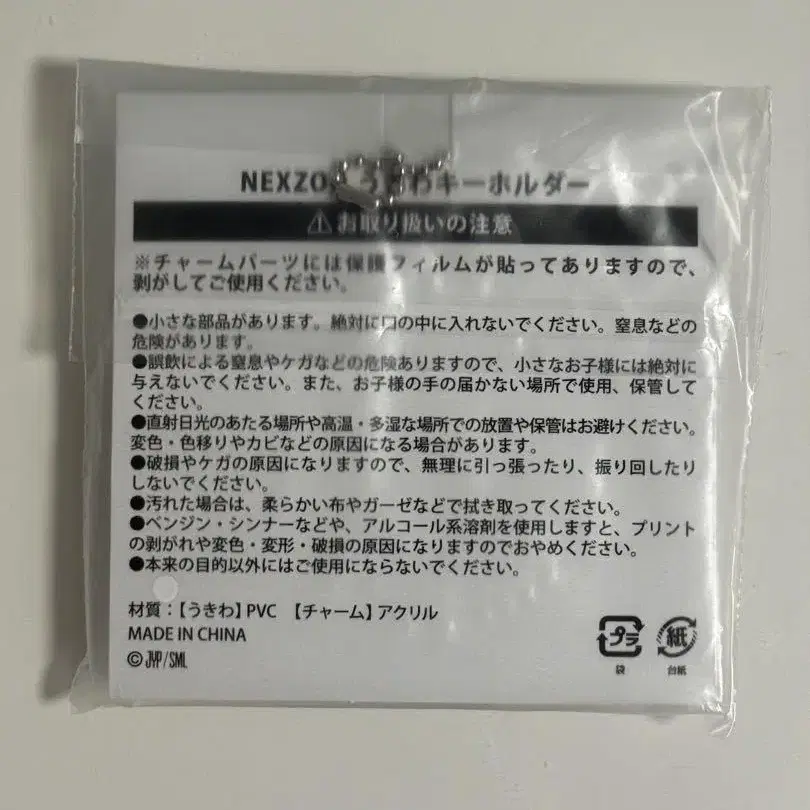 NEXZO うきわキーホルダー
⚠お取り扱いの注意
※チャームパーツには保護フィルムが貼ってありますので、
剥がしてご使用ください。
●小さな部品があります。絶対に口の中に入れないでください。窒息などの
危険があります。
●誤飲による窒息やケガなどの危険ありますので、小さなお子様には絶対に
与えないでください。また、お子様の手の届かない場所で使用、保管して
ください。
●直射日光のあたる場所や高温・多湿な場所での放置や保管はお避けください。
変色・色移りやカビなどの原因になる場合があります。
●破損やケガの原因になりますので、無理に引っ張ったり、振り回したり
しないでください。
●汚れた場合は、柔らかい布やガーゼなどで拭き取ってください。
●ベンジン・シンナーなどや、アルコール系溶剤を使用しますと、プリント
の剥がれや変色・変形・破損の原因になりますのでおやめください。
●本来の目的以外にはご使用にならないでください。
材質：【うきわ】PVC 【チャーム】アクリル
MADE IN CHINA
© JYP/SML
プラ 紙
袋 台紙